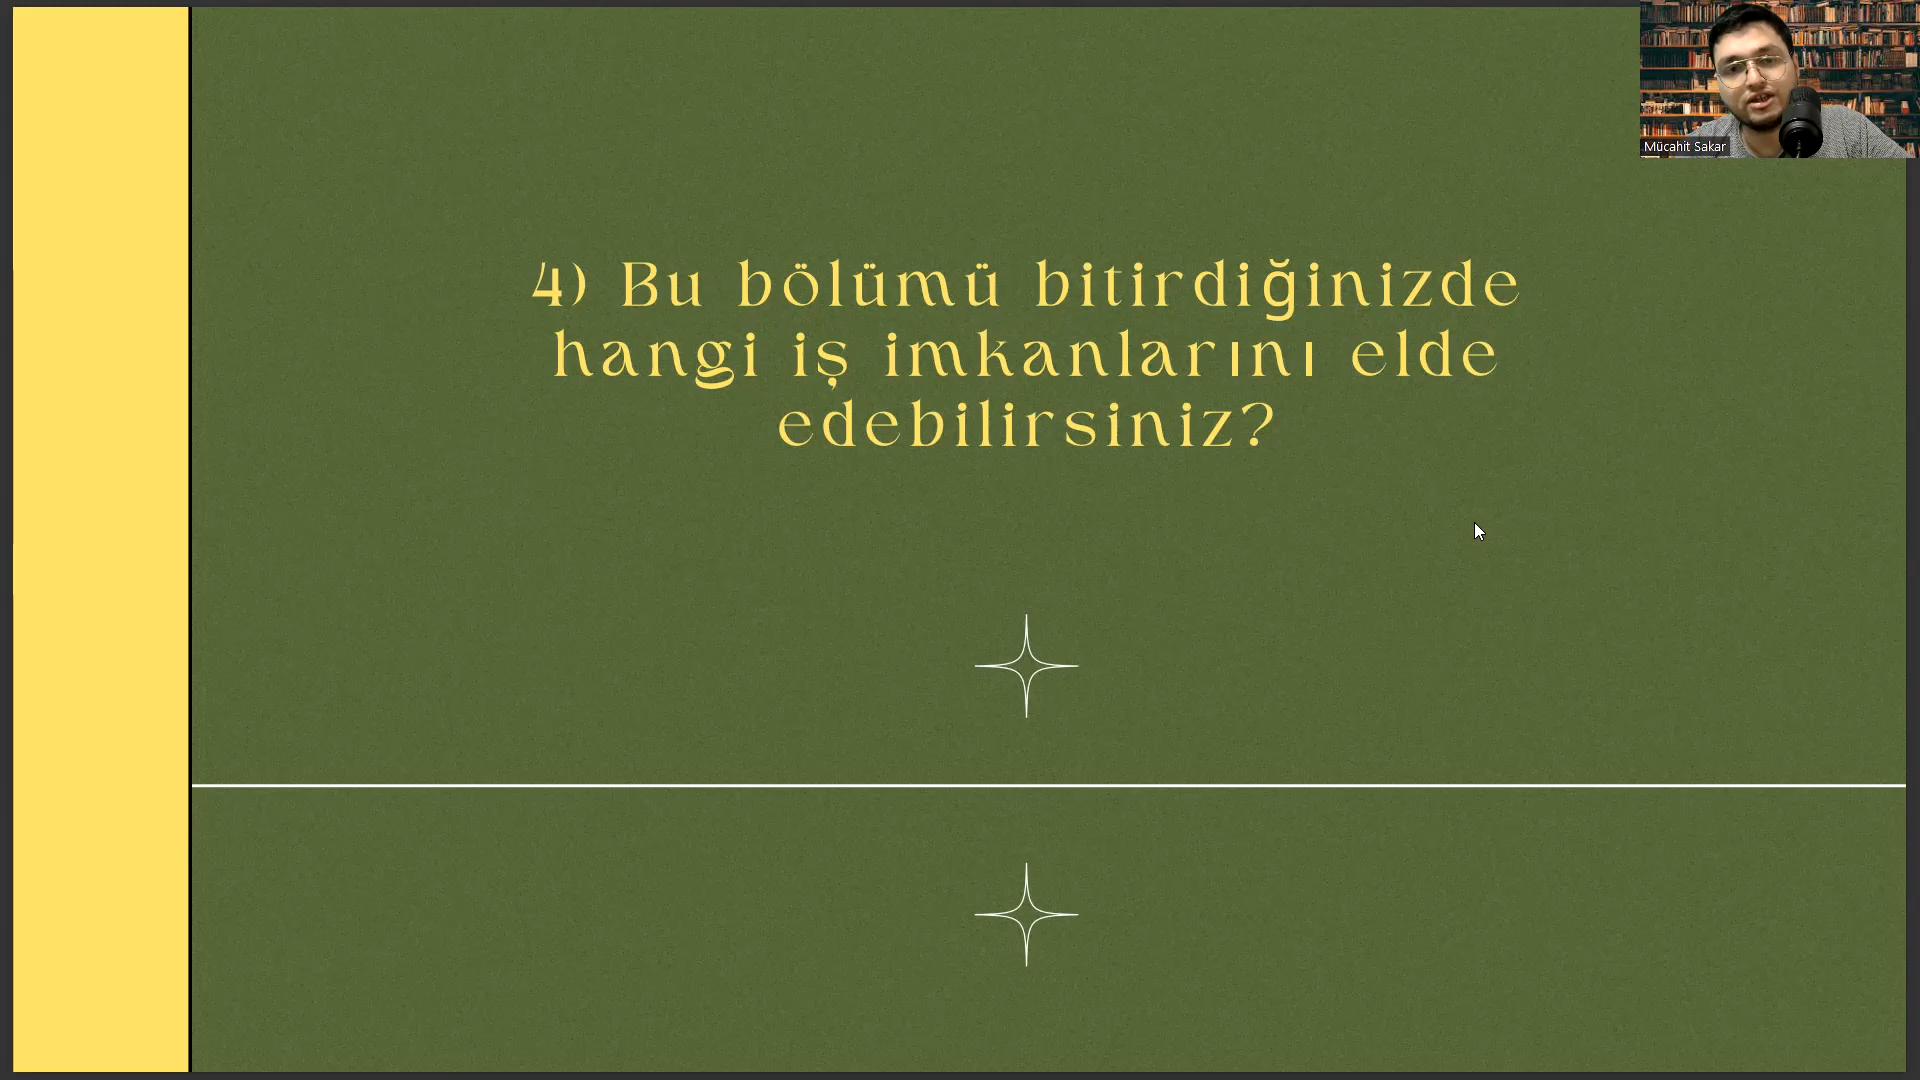 Mücahit Sakar
4) Bu bölümü bitirdiğinizde
hangi iş imkanlarını elde
edebilirsiniz?